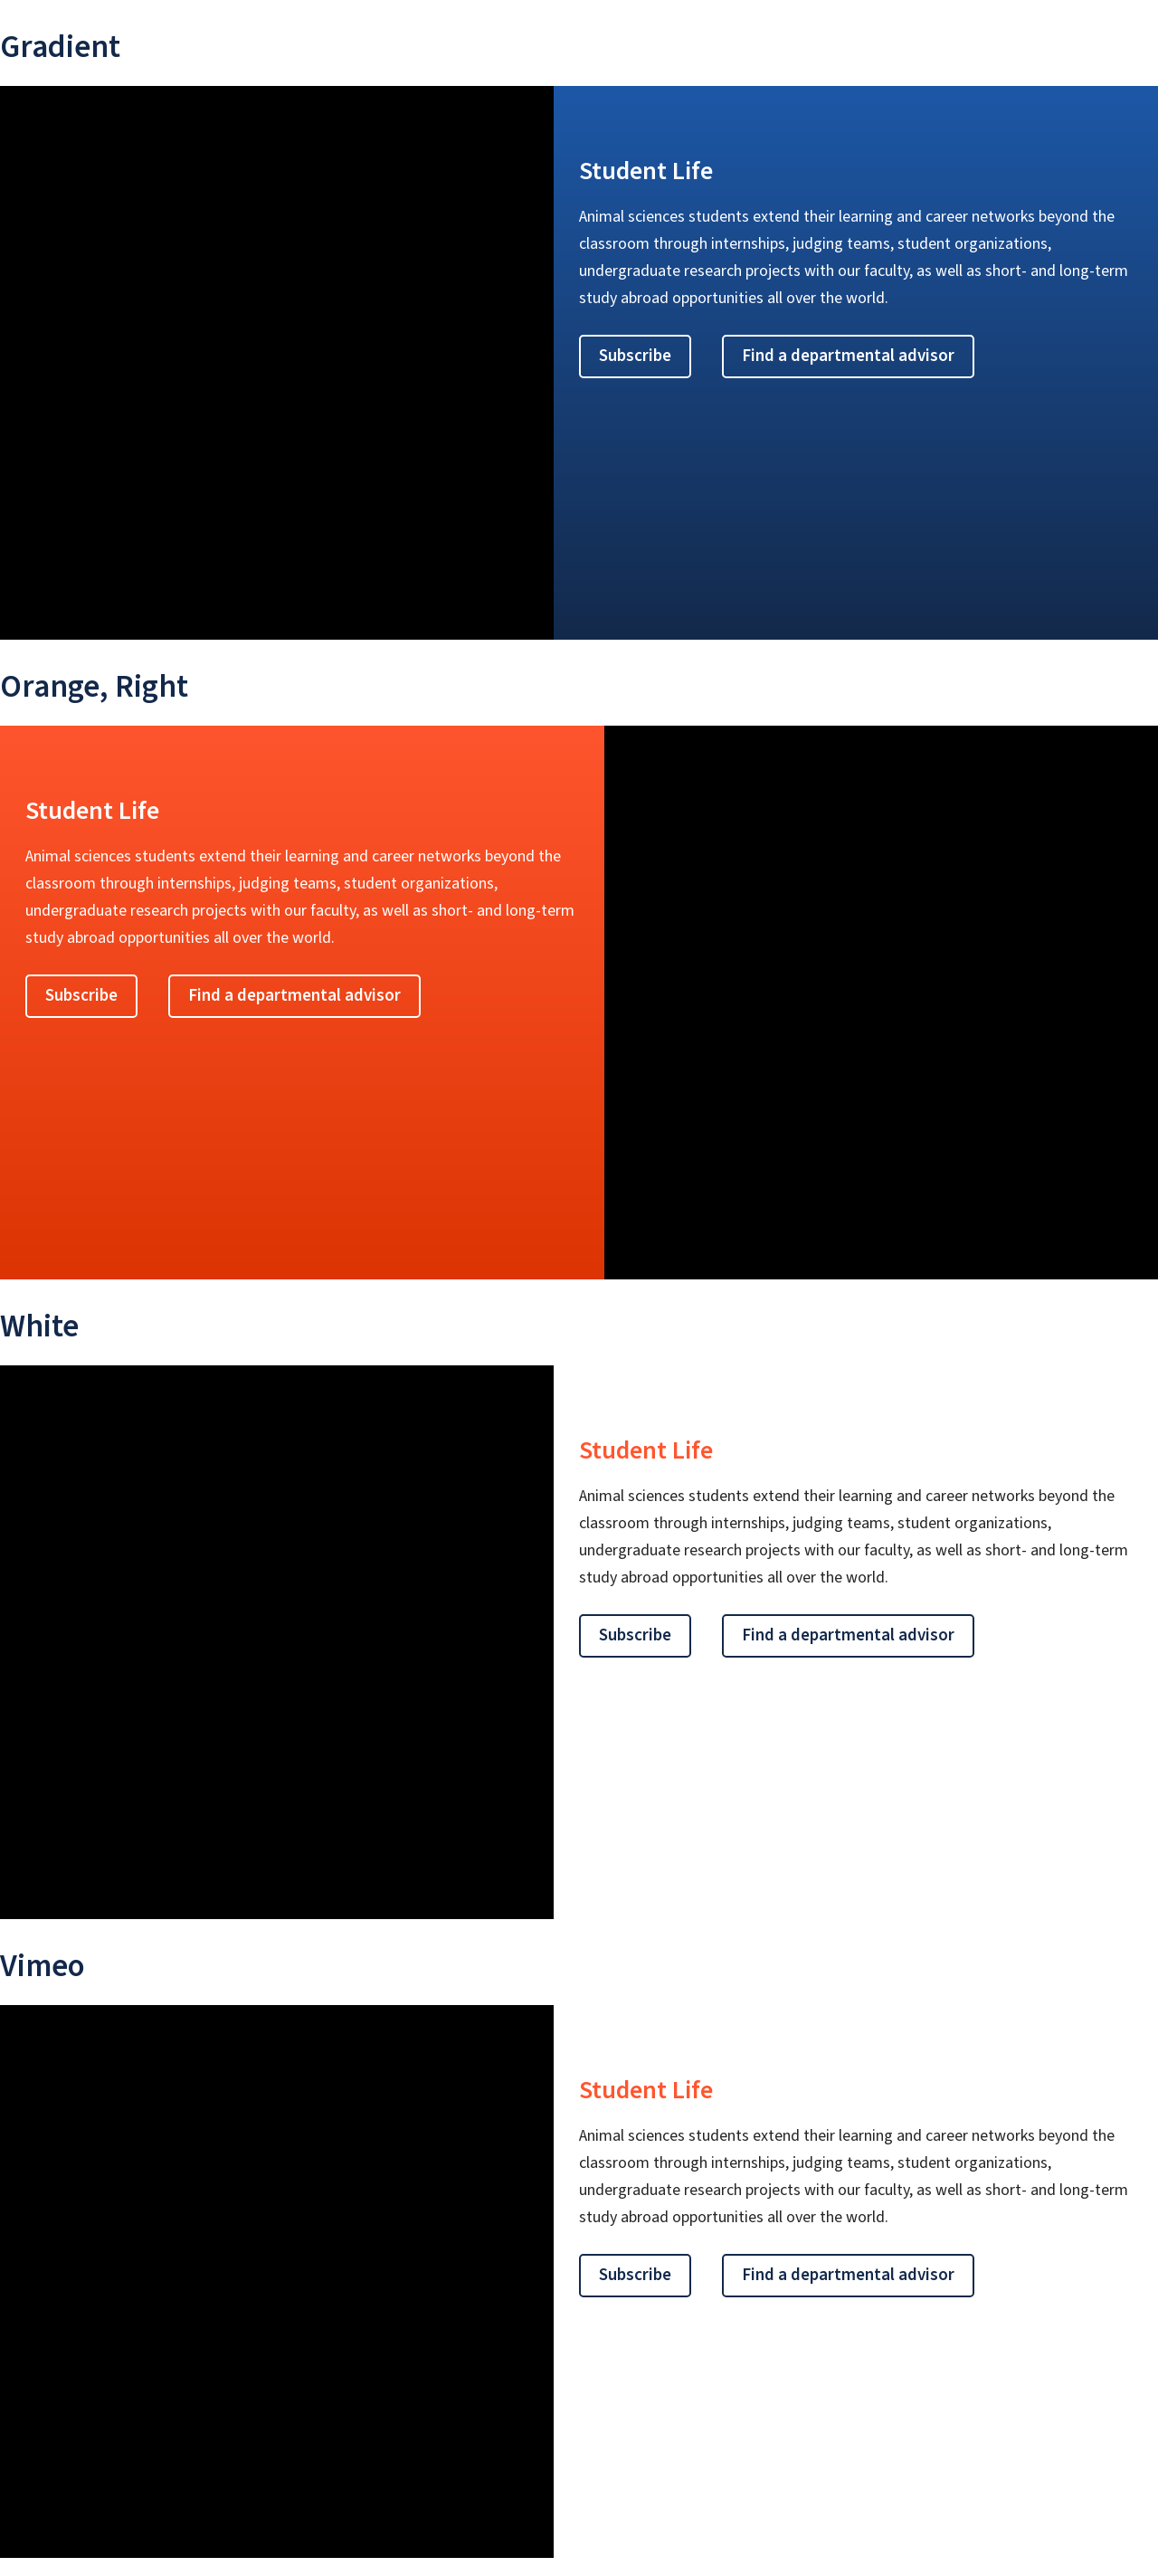 Gradient
Student Life
Animal sciences students extend their learning and career networks beyond the
classroom through internships, judging teams, student organizations,
undergraduate research projects with our faculty, as well as short- and long-term
study abroad opportunities all over the world.
Subscribe
Find a departmental advisor
Orange, Right
Student Life
Animal sciences students extend their learning and career networks beyond the
classroom through internships, judging teams, student organizations,
undergraduate research projects with our faculty, as well as short- and long-term
study abroad opportunities all over the world.
Subscribe
Find a departmental advisor
White
Student Life
Animal sciences students extend their learning and career networks beyond the
classroom through internships, judging teams, student organizations,
undergraduate research projects with our faculty, as well as short- and long-term
study abroad opportunities all over the world.
Subscribe
Find a departmental advisor
Vimeo
Student Life
Animal sciences students extend their learning and career networks beyond the
classroom through internships, judging teams, student organizations,
undergraduate research projects with our faculty, as well as short- and long-term
study abroad opportunities all over the world.
Subscribe
Find a departmental advisor